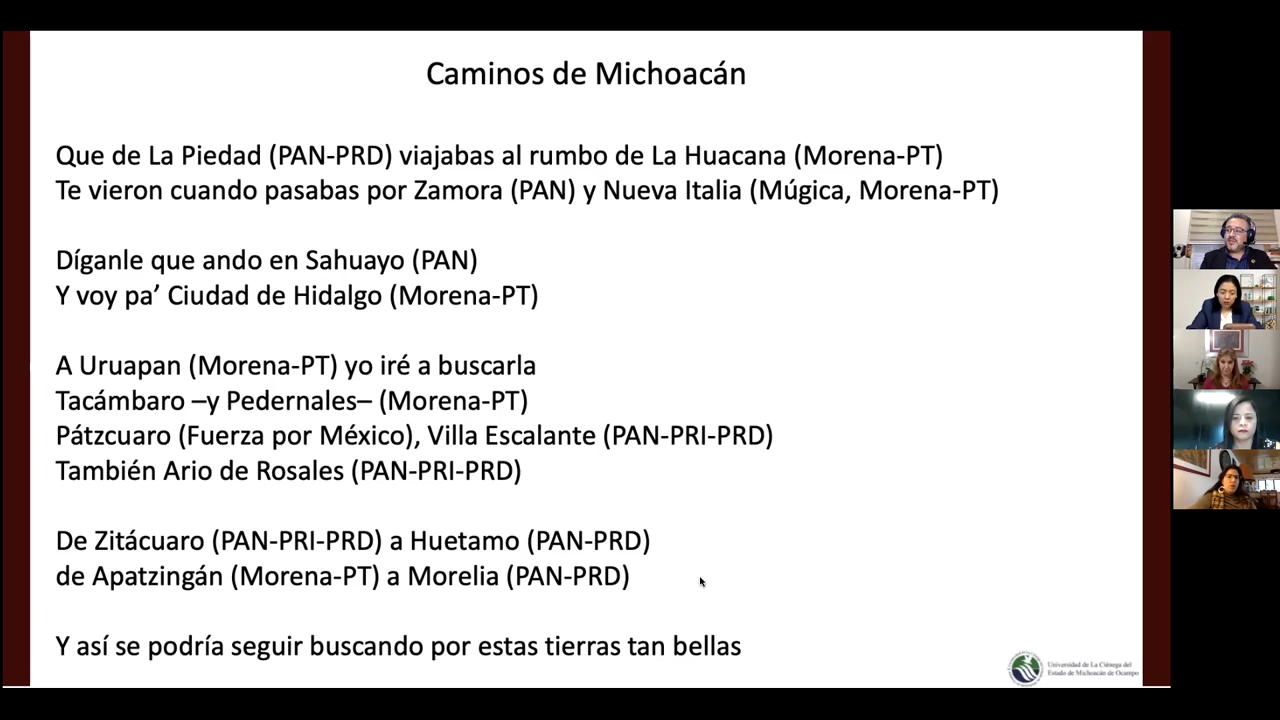 Caminos de Michoacán
Que de La Piedad (PAN-PRD) viajabas al rumbo de La Huacana (Morena-PT)
Te vieron cuando pasabas por Zamora (PAN) y Nueva Italia (Múgica, Morena-PT)
Díganle que ando en Sahuayo (PAN)
Y voy pa’ Ciudad de Hidalgo (Morena-PT)
A Uruapan (Morena-PT) yo iré a buscarla
Tacámbaro –y Pedernales– (Morena-PT)
Pátzcuaro (Fuerza por México), Villa Escalante (PAN-PRI-PRD)
También Ario de Rosales (PAN-PRI-PRD)
De Zitácuaro (PAN-PRI-PRD) a Huetamo (PAN-PRD)
de Apatzingán (Morena-PT) a Morelia (PAN-PRD)
Y así se podría seguir buscando por estas tierras tan bellas
Universidad de La Ciénega del
Estado de Michoacán de Ocampo